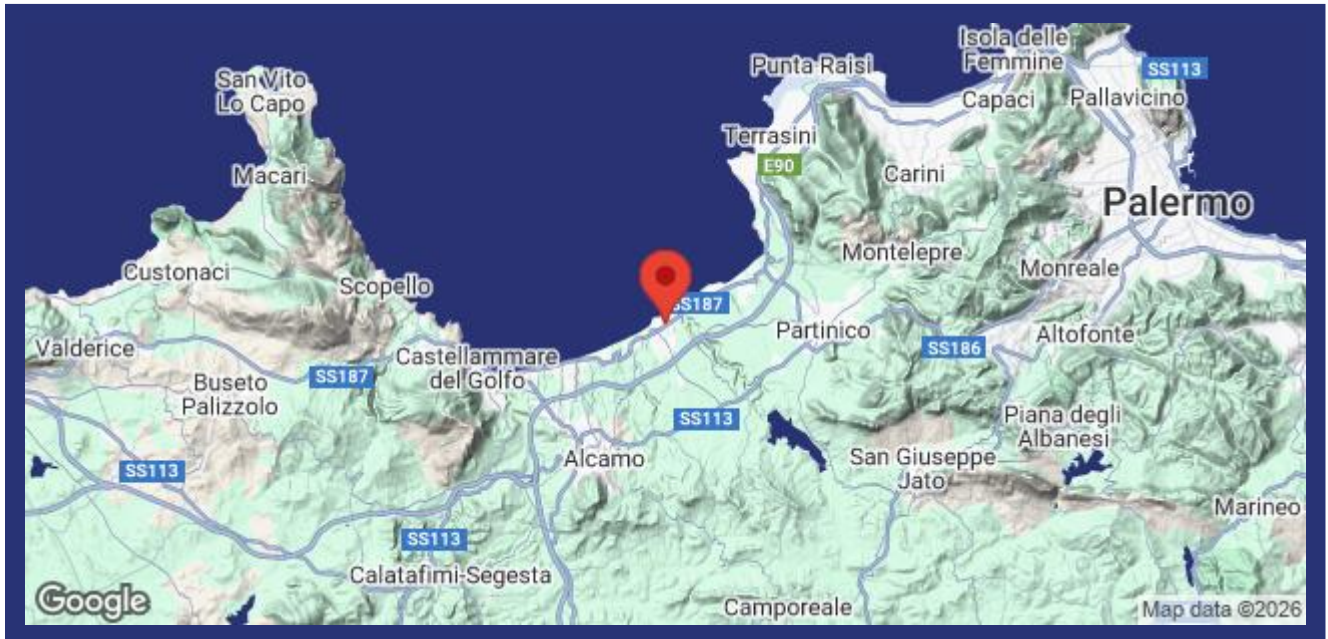 Isola delle
Femmine
San Vito
Lo Capo
Punta Raisi
SS113
Capaci
Pallavicino
Terrasini
E90
Macari
Carini
Palermo
Montelepre
Custonaci
Scopello
Monreale
SS187
Partinico
Altofonte
Valderice
SS186
Castellammare
del Golfo
SS187
Buseto
Palizzolo
SS113
Piana degli
Albanesi
Alcamo
San Giuseppe
Jato
SS113
Marineo
SS113
Calatafimi-Segesta
Google
Camporeale
Map data ©2026